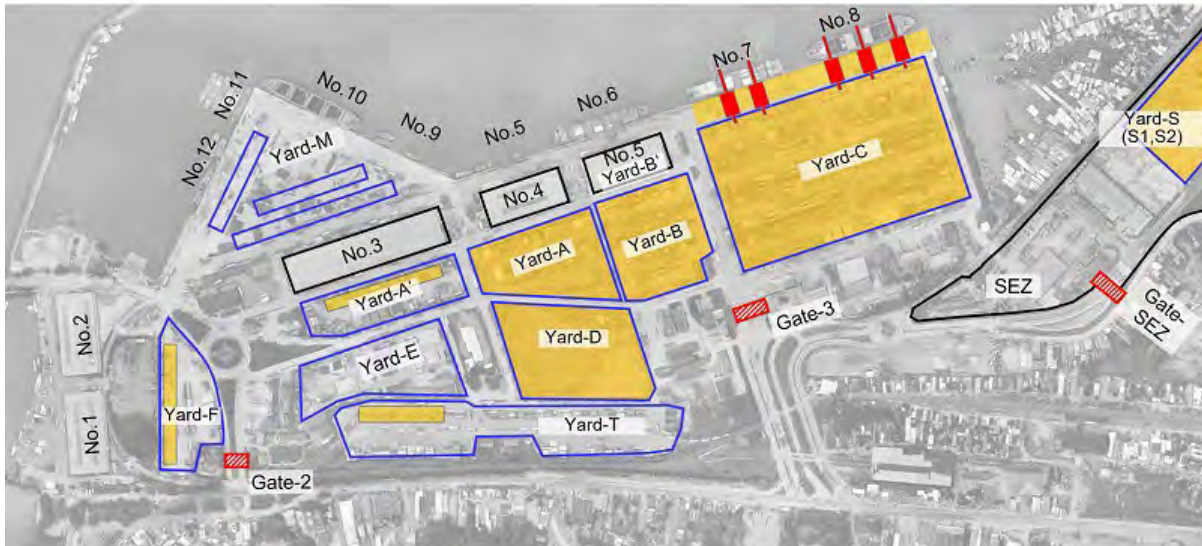 No.8
No.7
No.11
No.10
No.6
No.9
No.5
No.12
Yard-M
Yard-S
(S1,S2)
No.5
Yard-B'
Yard-C
No.4
No.3
Yard-A
Yard-B
Yard-A'
SEZ
Gate-
SEZ
Gate-3
No.2
Yard-D
Yard-E
Yard-F
Yard-T
No.1
Gate-2